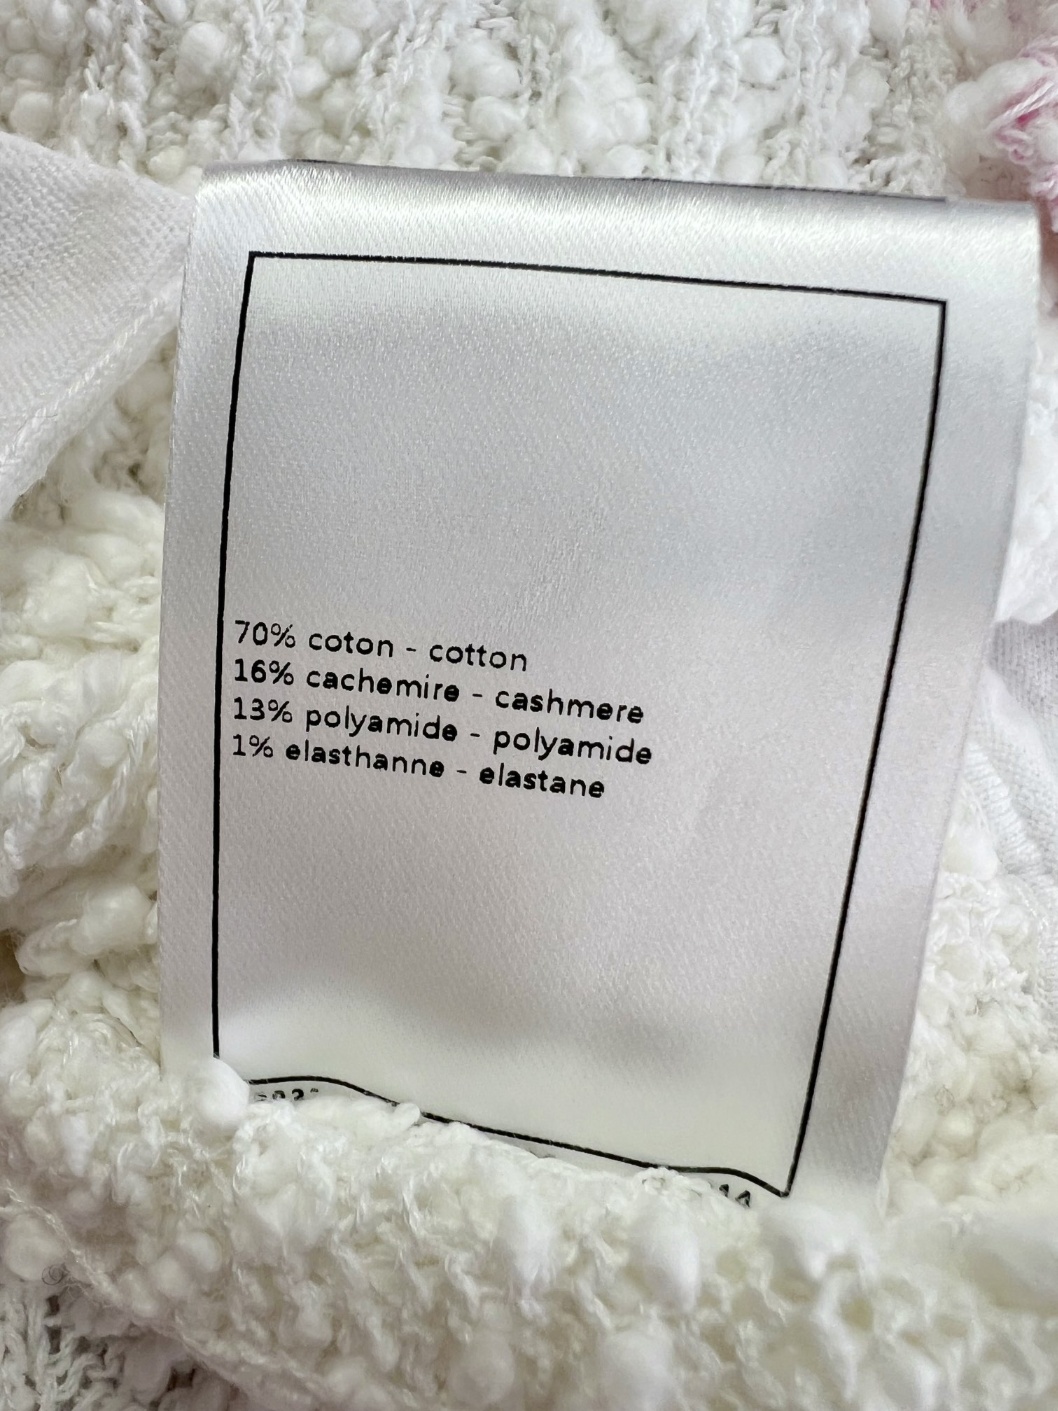 70% coton - cotton
16% cachemire - cashmere
13% polyamide - polyamide
1% elasthanne - elastane